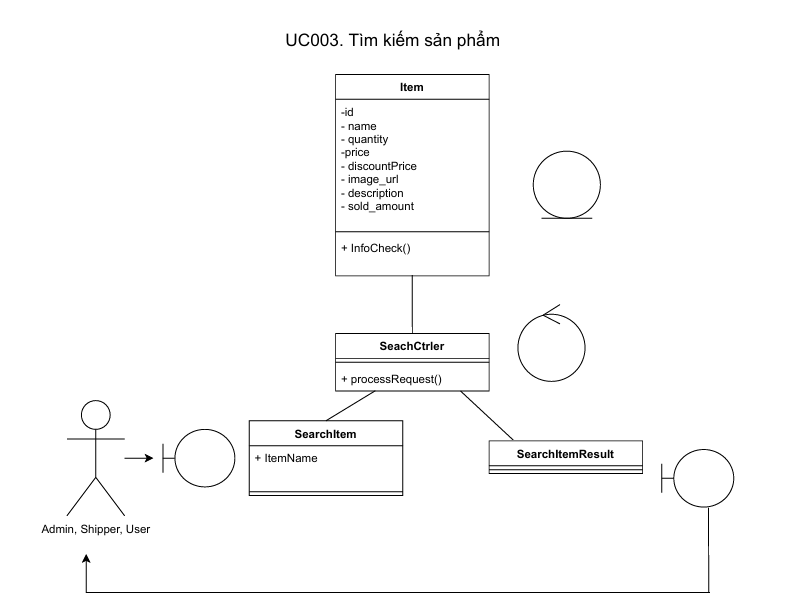 UC003. Tìm kiếm sản phẩm
Item
-id
- name
- quantity
-price
- discountPrice
- image_url
- description
- sold_amount
+ InfoCheck()
SeachCtrler
+ processRequest()
SearchItem
+ ItemName
SearchItemResult
Admin, Shipper, User